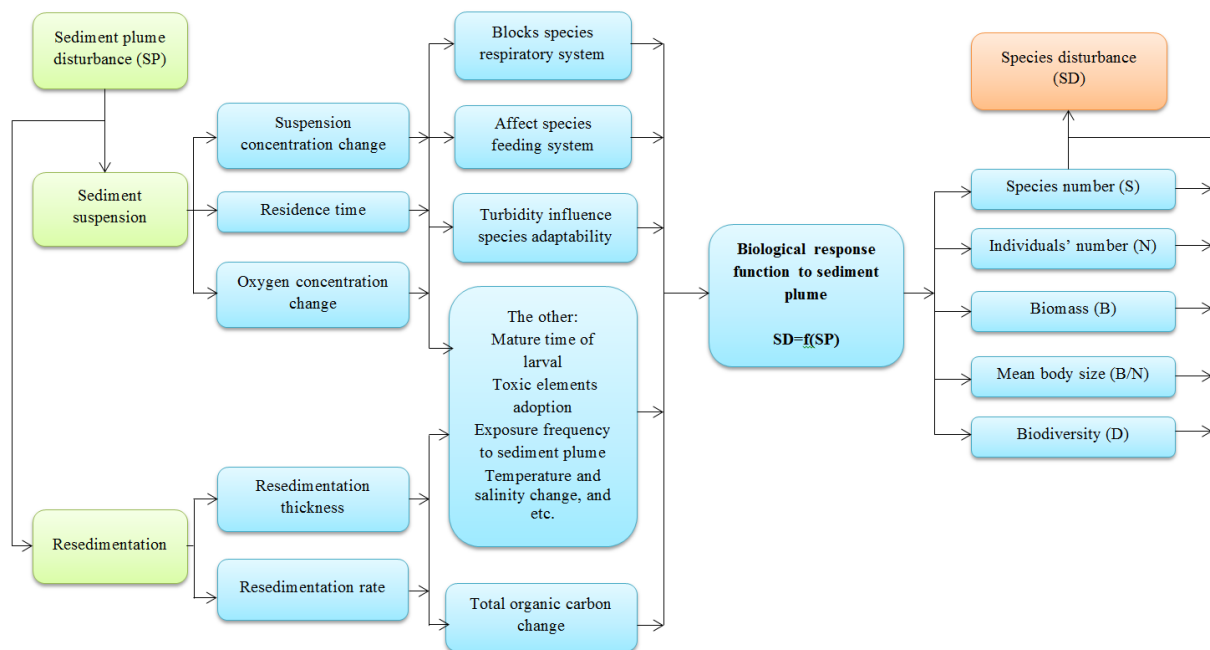 Sediment plume
disturbance (SP)
Sediment
suspension
Resedimentation
Suspension
concentration change
Residence time
Oxygen concentration
change
Resedimentation
thickness
Resedimentation rate
Blocks species
respiratory system
Affect species
feeding system
Turbidity influence
species adaptability
The other:
Mature time of
larval
Toxic elements
adoption
Exposure frequency
to sediment plume
Temperature and
salinity change, and
etc.
Total organic carbon
change
Biological response
function to sediment
plume
SD=f(SP)
Species disturbance
(SD)
Species number (S)
Individuals’ number (N)
Biomass (B)
Mean body size (B/N)
Biodiversity (D)